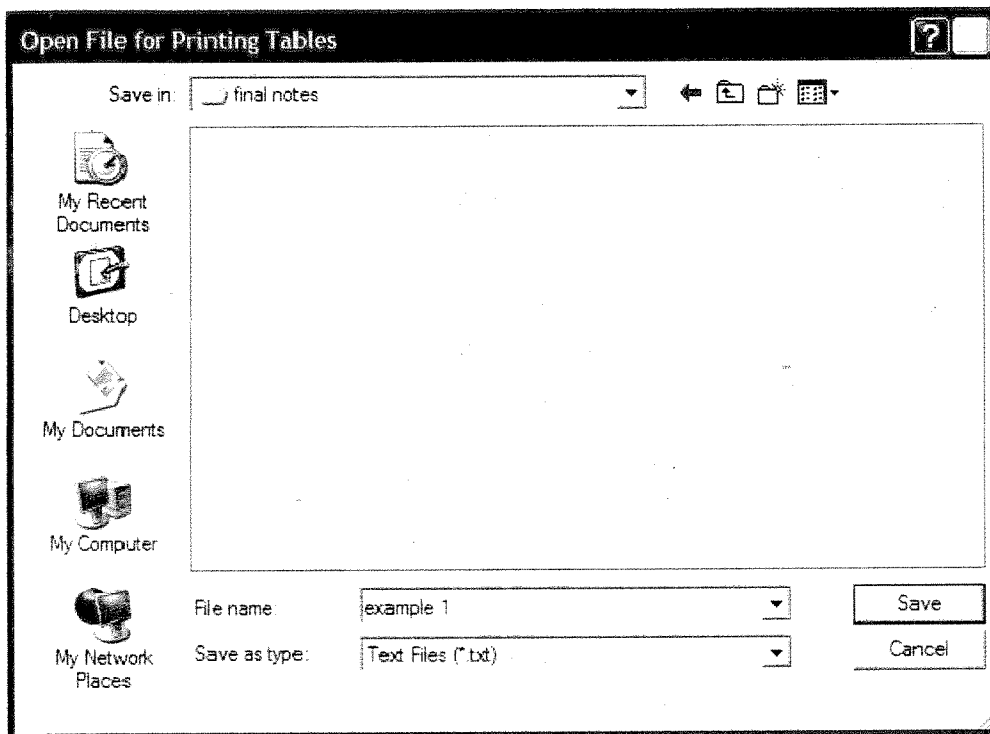 Open File for Printing Tables
?
Save in: final notes
My Recent
Documents
Desktop
My Documents
My Computer
My Network
Places
File name: example 1
Save
Save as type: Text Files (*.txt)
Cancel